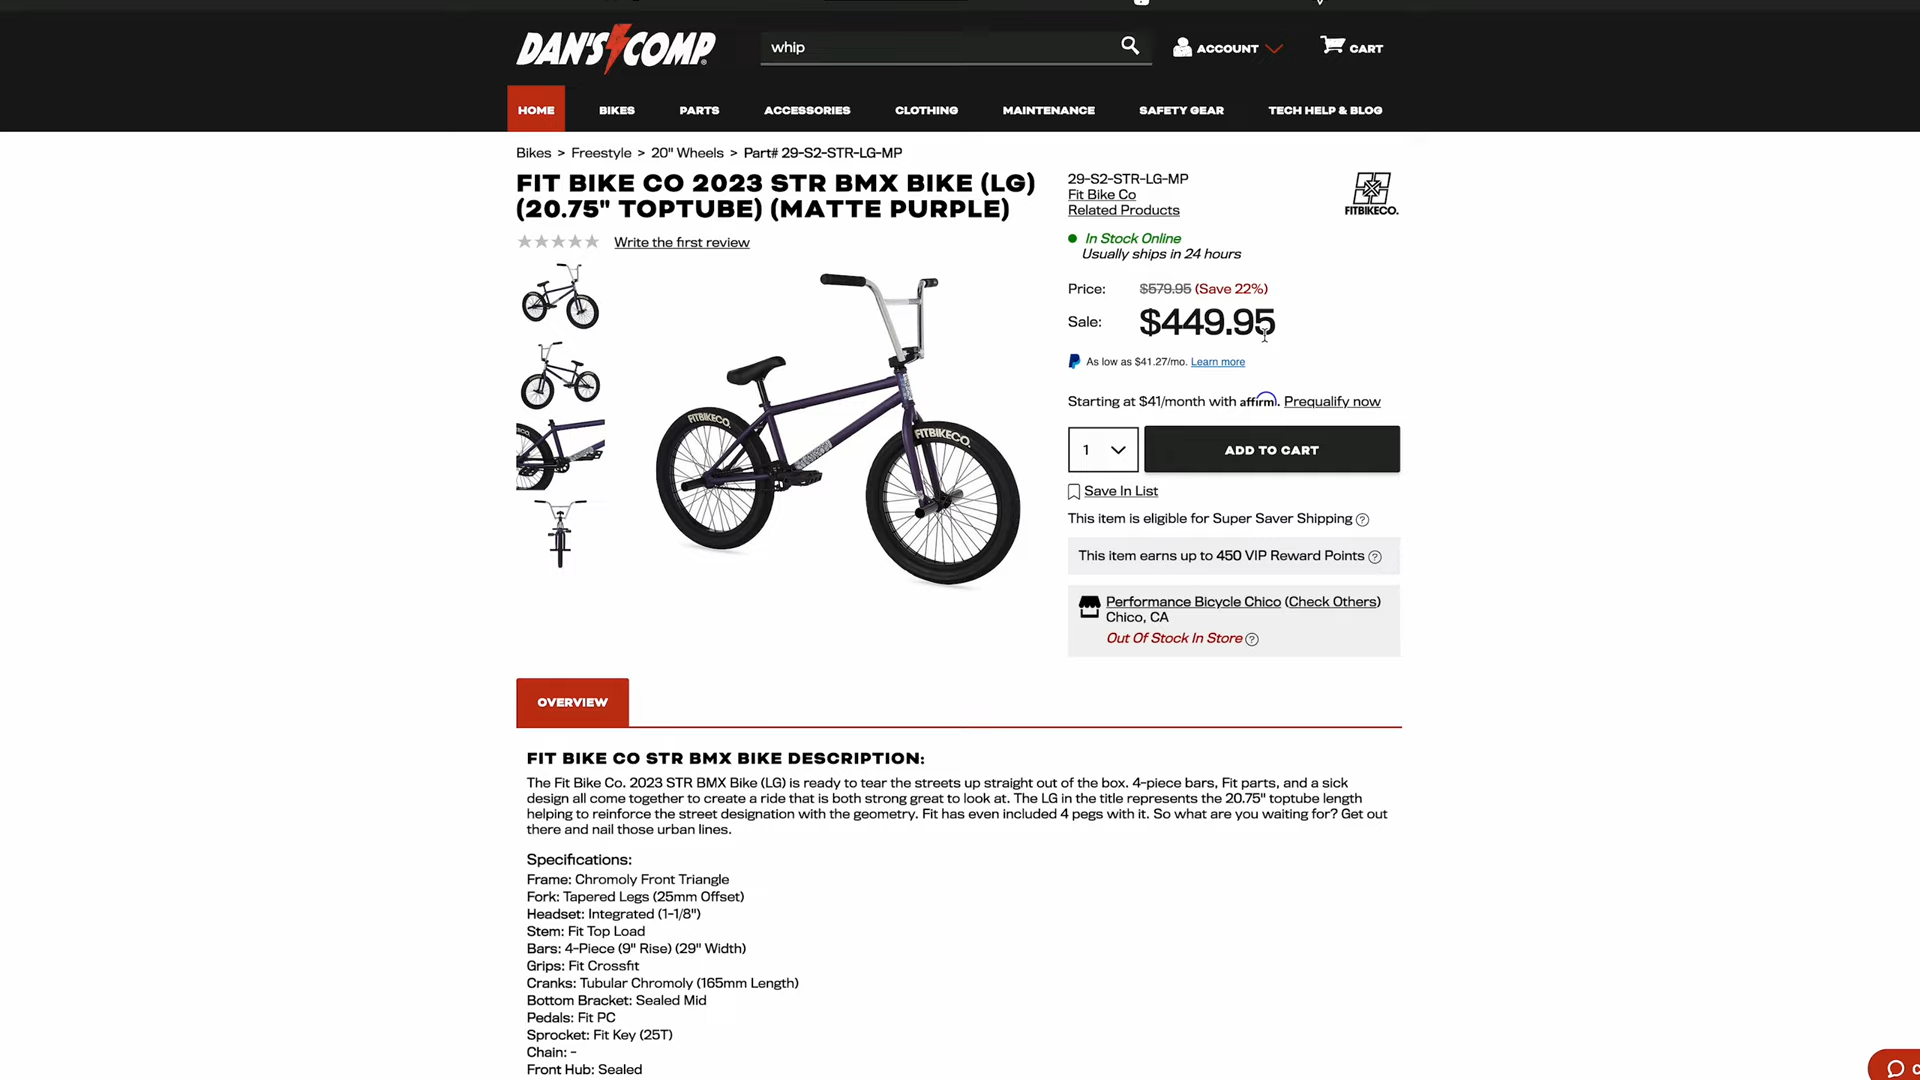 DAN'S COMP
whip
ACCOUNT
CART
HOME
BIKES
PARTS
ACCESSORIES
CLOTHING
MAINTENANCE
SAFETY GEAR
TECH HELP & BLOG
Bikes > Freestyle > 20" Wheels > Part# 29-S2-STR-LG-MP
FIT BIKE CO 2023 STR BMX BIKE (LG)
(20.75" TOPTUBE) (MATTE PURPLE)
Write the first review
FITBIKECO.
FITBIKECO.
29-S2-STR-LG-MP
Fit Bike Co
Related Products
FITBIKECO.
In Stock Online
Usually ships in 24 hours
Price: $579.95 (Save 22%)
Sale: $449.95
As low as $41.27/mo. Learn more
Starting at $41/month with affirm. Prequalify now
1
ADD TO CART
Save In List
This item is eligible for Super Saver Shipping ?
This item earns up to 450 VIP Reward Points ?
Performance Bicycle Chico (Check Others)
Chico, CA
Out Of Stock In Store ?
OVERVIEW
FIT BIKE CO STR BMX BIKE DESCRIPTION:
The Fit Bike Co. 2023 STR BMX Bike (LG) is ready to tear the streets up straight out of the box. 4-piece bars, Fit parts, and a sick
design all come together to create a ride that is both strong great to look at. The LG in the title represents the 20.75" toptube length
helping to reinforce the street designation with the geometry. Fit has even included 4 pegs with it. So what are you waiting for? Get out
there and nail those urban lines.
Specifications:
Frame: Chromoly Front Triangle
Fork: Tapered Legs (25mm Offset)
Headset: Integrated (1-1/8")
Stem: Fit Top Load
Bars: 4-Piece (9" Rise) (29" Width)
Grips: Fit Crossfit
Cranks: Tubular Chromoly (165mm Length)
Bottom Bracket: Sealed Mid
Pedals: Fit PC
Sprocket: Fit Key (25T)
Chain: -
Front Hub: Sealed